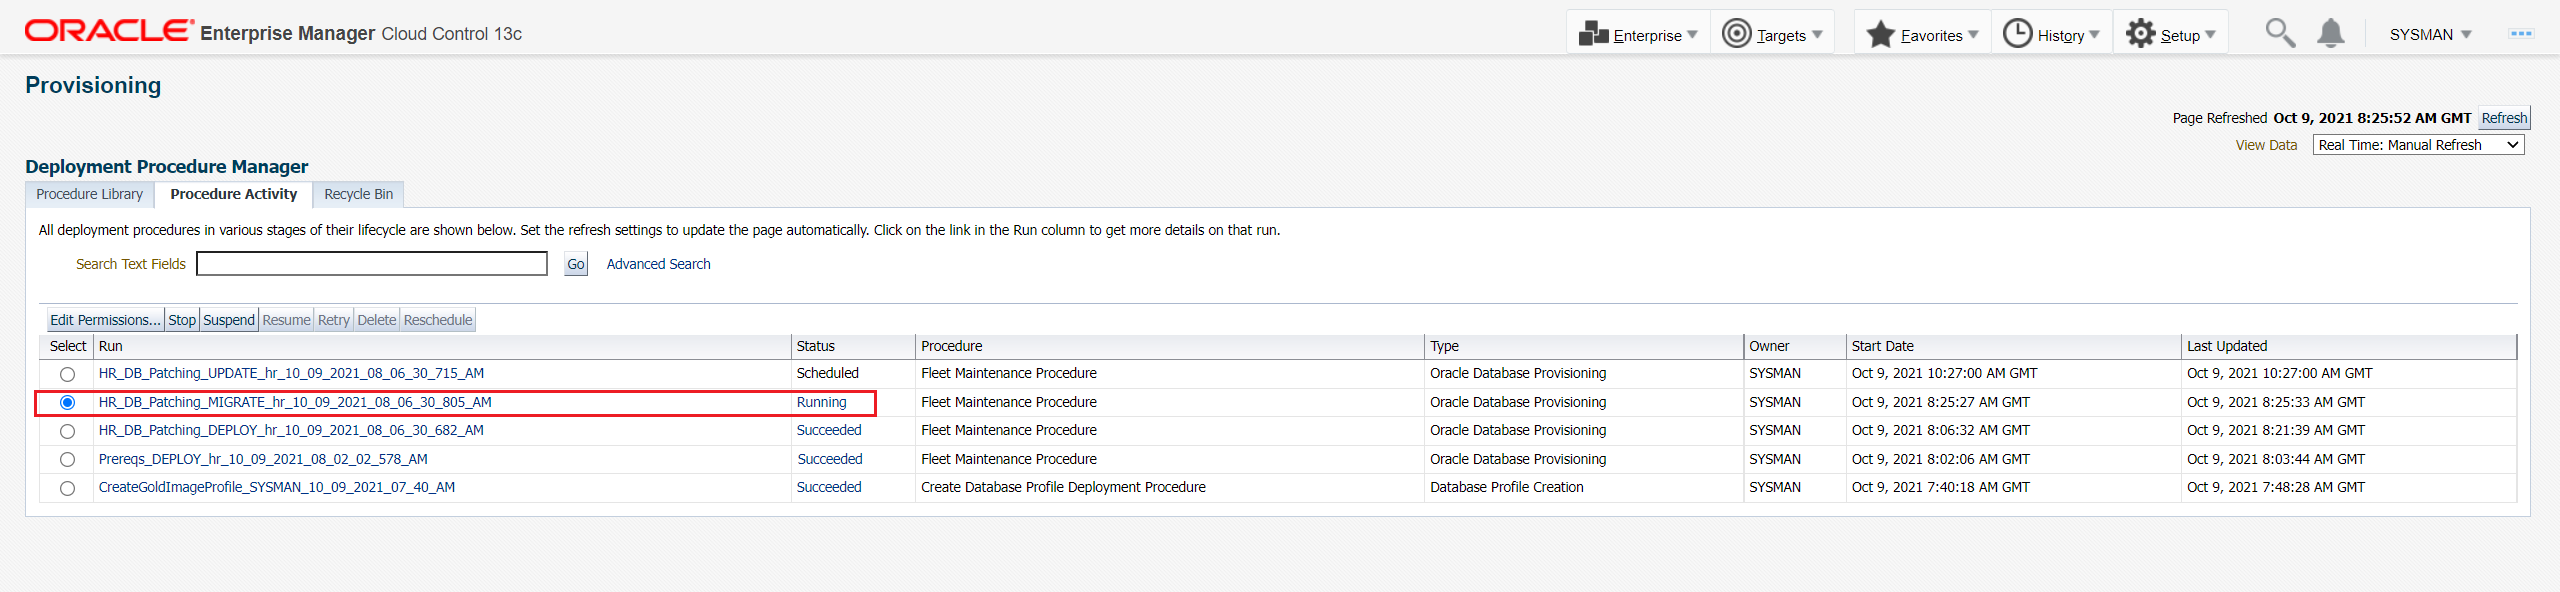 ORACLE Enterprise Manager Cloud Control 13c Enterprise Targets Favorites History Setup SYSMAN
Provisioning
Page Refreshed Oct 9, 2021 8:25:52 AM GMT Refresh
View Data Real Time: Manual Refresh
Deployment Procedure Manager
Procedure Library Procedure Activity Recycle Bin
All deployment procedures in various stages of their lifecycle are shown below. Set the refresh settings to update the page automatically. Click on the link in the Run column to get more details on that run.
Search Text Fields Go Advanced Search
Edit Permissions... Stop Suspend Resume Retry Delete Reschedule
Select Run Status Procedure Type Owner Start Date Last Updated
HR_DB_Patching_UPDATE_hr_10_09_2021_08_06_30_715_AM Scheduled Fleet Maintenance Procedure Oracle Database Provisioning SYSMAN Oct 9, 2021 10:27:00 AM GMT Oct 9, 2021 10:27:00 AM GMT
HR_DB_Patching_MIGRATE_hr_10_09_2021_08_06_30_805_AM Running Fleet Maintenance Procedure Oracle Database Provisioning SYSMAN Oct 9, 2021 8:25:27 AM GMT Oct 9, 2021 8:25:33 AM GMT
HR_DB_Patching_DEPLOY_hr_10_09_2021_08_06_30_682_AM Succeeded Fleet Maintenance Procedure Oracle Database Provisioning SYSMAN Oct 9, 2021 8:06:32 AM GMT Oct 9, 2021 8:21:39 AM GMT
Prereqs_DEPLOY_hr_10_09_2021_08_02_02_578_AM Succeeded Fleet Maintenance Procedure Oracle Database Provisioning SYSMAN Oct 9, 2021 8:02:06 AM GMT Oct 9, 2021 8:03:44 AM GMT
CreateGoldImageProfile_SYSMAN_10_09_2021_07_40_AM Succeeded Create Database Profile Deployment Procedure Database Profile Creation SYSMAN Oct 9, 2021 7:40:18 AM GMT Oct 9, 2021 7:48:28 AM GMT